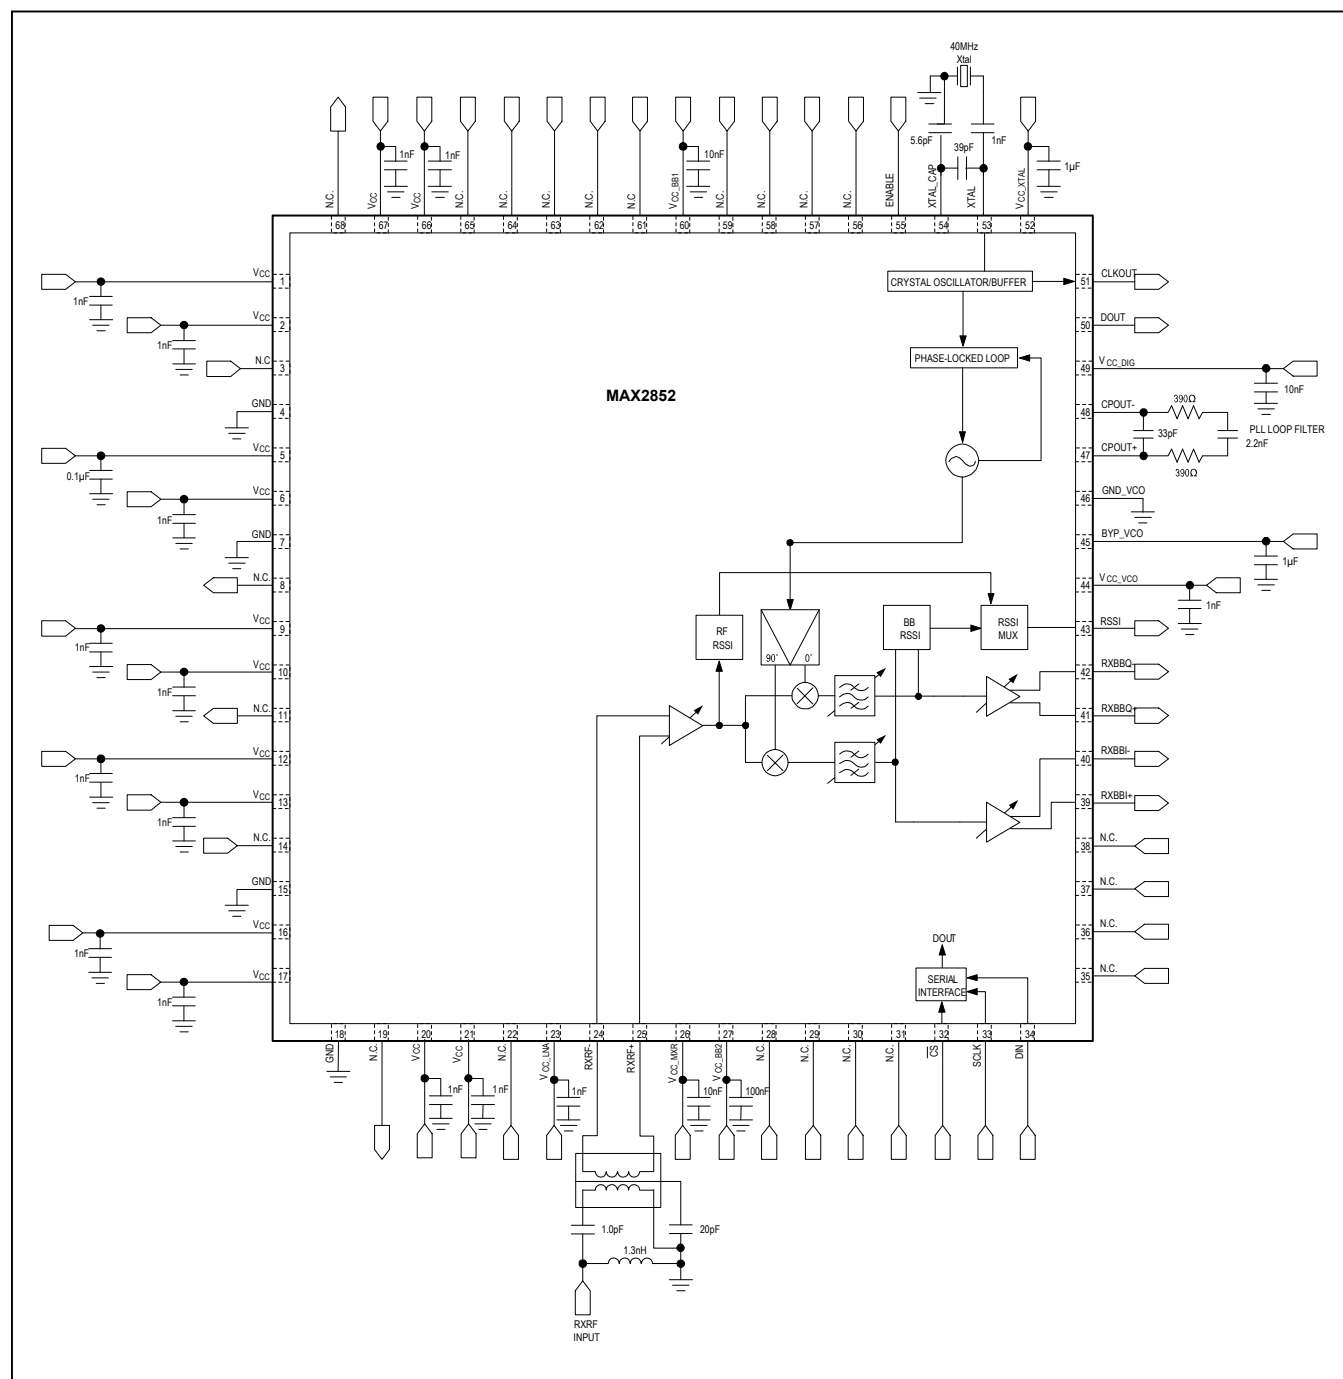 40MHz
Xtal
5.6pF
39pF
1nF
1nF
1nF
10nF
1µF
N.C.
VCC
VCC
N.C.
N.C.
N.C.
N.C.
N.C
VCC_BB1
N.C.
N.C.
N.C.
N.C.
ENABLE
XTAL_CAP
XTAL
VCC_XTAL
68
67
66
65
64
63
62
61
60
59
58
57
56
55
54
53
52
VCC
1
1nF
VCC
2
1nF
N.C
3
GND
4
VCC
5
0.1µF
VCC
6
1nF
GND
7
N.C.
8
VCC
9
1nF
VCC
10
1nF
N.C.
11
VCC
12
1nF
VCC
13
1nF
N.C.
14
GND
15
VCC
16
1nF
VCC
17
1nF
MAX2852
CRYSTAL OSCILLATOR/BUFFER
PHASE-LOCKED LOOP
RF
RSSI
90°
0°
BB
RSSI
RSSI
MUX
DOUT
SERIAL
INTERFACE
51
CLKOUT
50
DOUT
49
VCC_DIG
10nF
48
CPOUT-
390Ω
33pF
PLL LOOP FILTER
2.2nF
47
CPOUT+
390Ω
46
GND_VCO
45
BYP_VCO
1µF
44
VCC_VCO
1nF
43
RSSI
42
RXBBQ-
41
RXBBQ+
40
RXBBI-
39
RXBBI+
38
N.C.
37
N.C.
36
N.C.
35
N.C.
18
19
20
21
22
23
24
25
26
27
28
29
30
31
32
33
34
GND
N.C.
VCC
VCC
N.C.
VCC_LNA
RXRF-
RXRF+
VCC_MXR
VCC_BB2
N.C.
N.C.
N.C.
N.C.
CS
SCLK
DIN
1nF
1nF
1nF
10nF
100nF
1.0pF
20pF
1.3nH
RXRF
INPUT